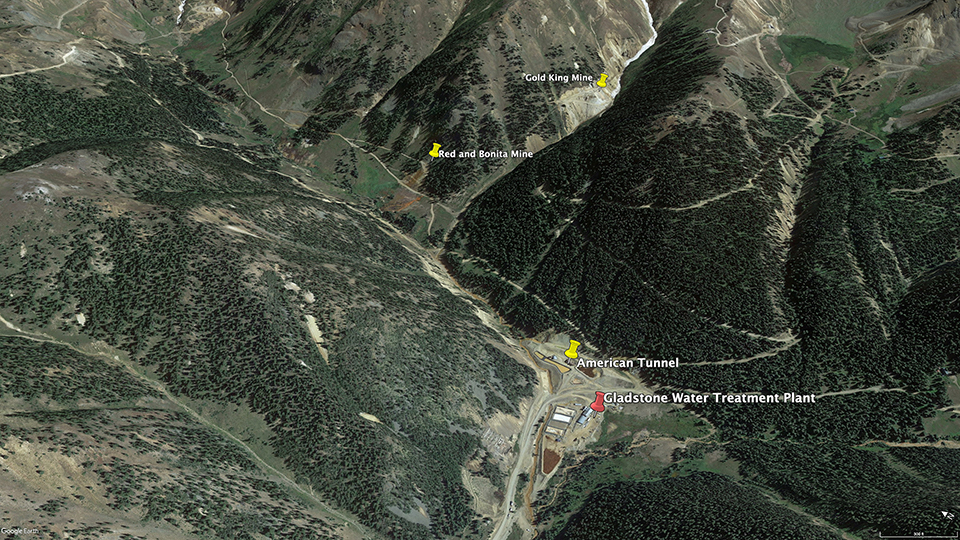 Gold King Mine
Red and Bonita Mine
American Tunnel
Gladstone Water Treatment Plant
Google Earth